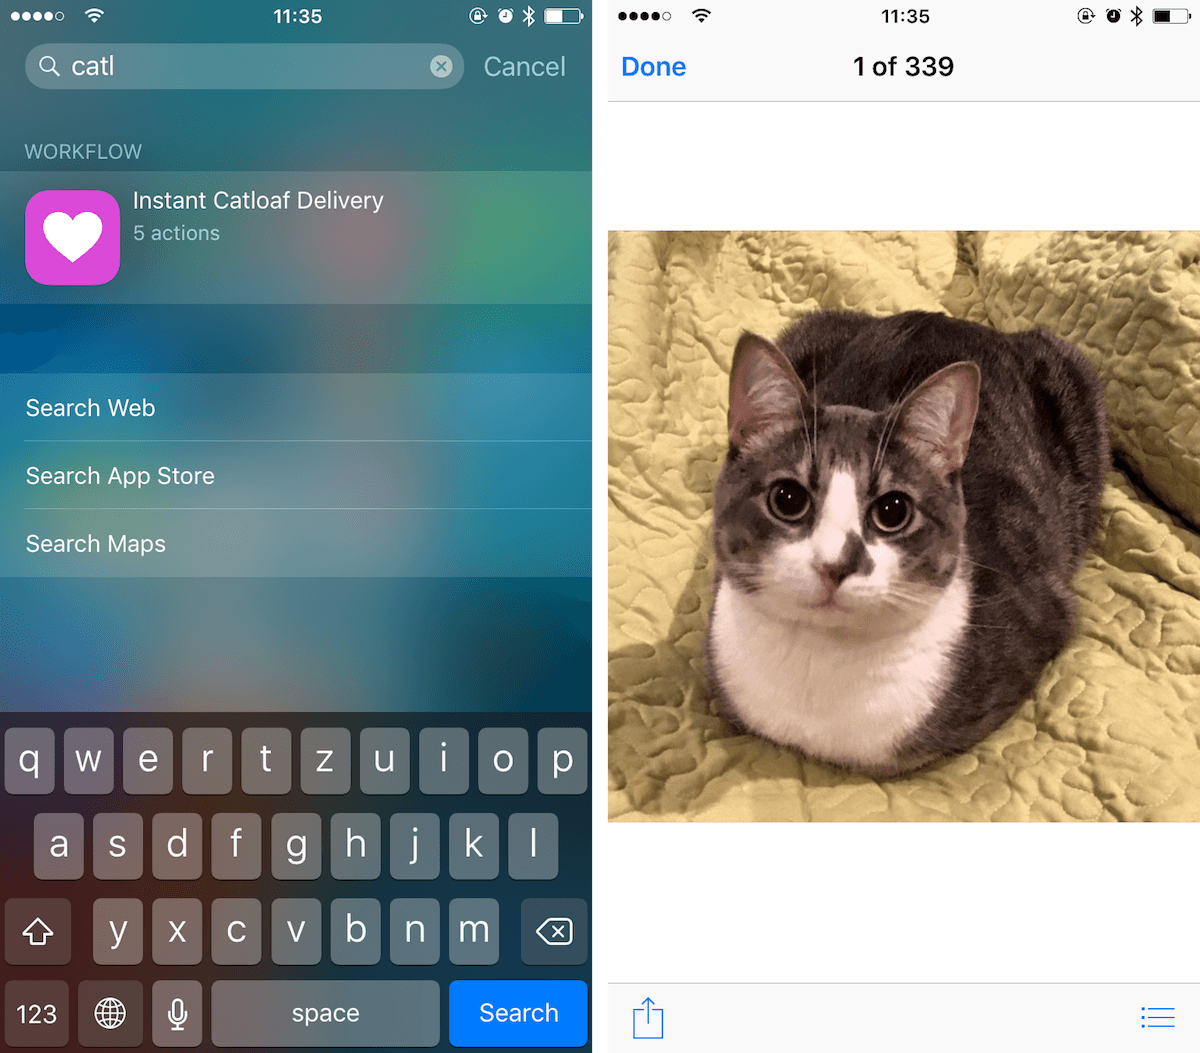 11:35
catl
Cancel
WORKFLOW
Instant Catloaf Delivery
5 actions
Search Web
Search App Store
Search Maps
q w e r t z u i o p
a s d f g h j k l
y x c v b n m
123 space Search
11:35
Done 1 of 339